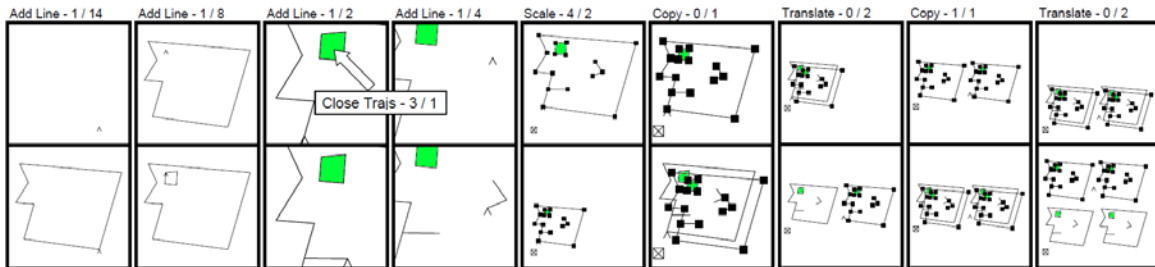 Add Line - 1 / 14
Add Line - 1 / 8
Add Line - 1 / 2
Add Line - 1 / 4
Scale - 4 / 2
Copy - 0 / 1
Translate - 0 / 2
Copy - 1 / 1
Translate - 0 / 2
Close Trajs - 3 / 1